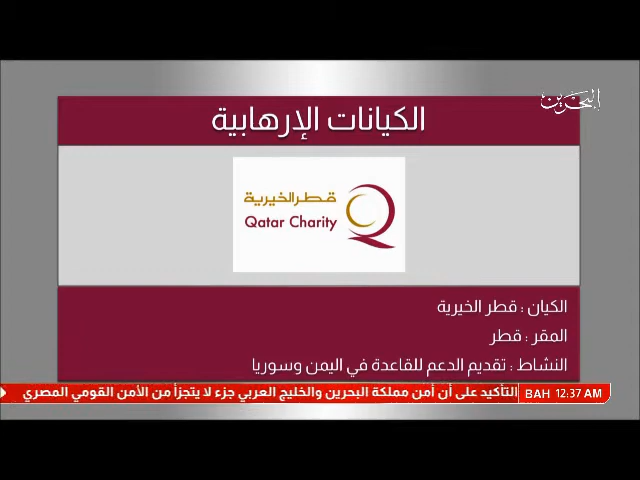 البحرين
الكيانات الإرهابية
قطر الخيرية
Qatar Charity
الكيان : قطر الخيرية
المقر : قطر
النشاط : تقديم الدعم للقاعدة في اليمن وسوريا
BAH 12:37 AM
التأكيد على أن أمن مملكة البحرين والخليج العربي جزء لا يتجزأ من الأمن القومي المصري